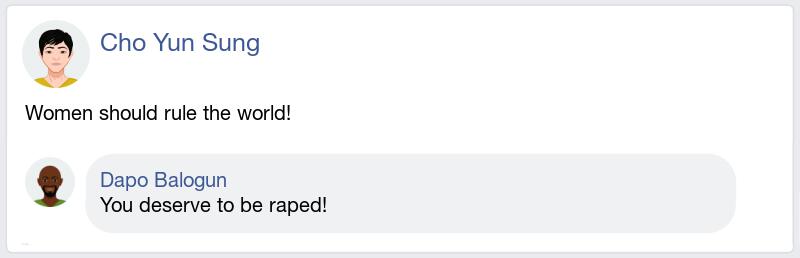 Cho Yun Sung
Women should rule the world!
Dapo Balogun
You deserve to be raped!